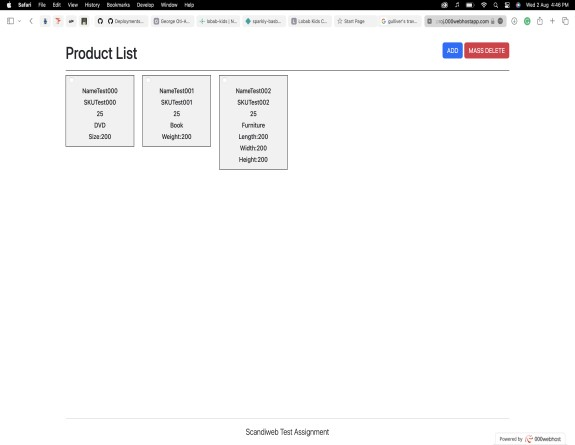 Safari File Edit View History Bookmarks Develop Window Help
Wed 2 Aug 4:46 PM
Deployments... George Oti-A... lobab-kids | N... sparkly-basb... Lobab Kids C... Start Page gulliver's trav... .000webhostapp.com
Product List
ADD MASS DELETE
NameTest000
SKUTest000
25
DVD
Size:200
NameTest001
SKUTest001
25
Book
Weight:200
NameTest002
SKUTest002
25
Furniture
Length:200
Width:200
Height:200
Scandiweb Test Assignment
Powered by 000webhost